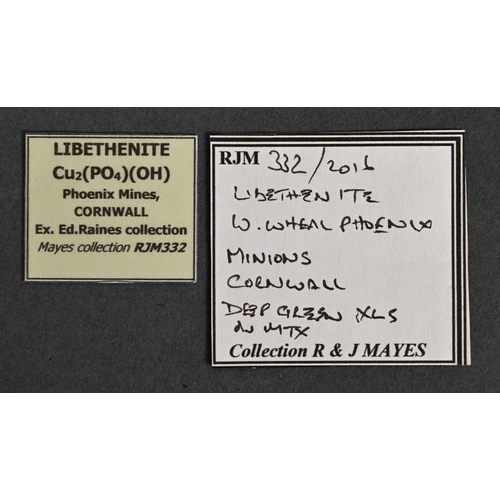 LIBETHENITE
Cu₂(PO₄)(OH)
Phoenix Mines,
CORNWALL
Ex. Ed.Raines collection
Mayes collection RJM332
RJM 332/2016
LIBETHENITE
W. WHEAL PHOENIX
MINIONS
CORNWALL
DEEP GREEN XLS
ON MTX
Collection R & J MAYES